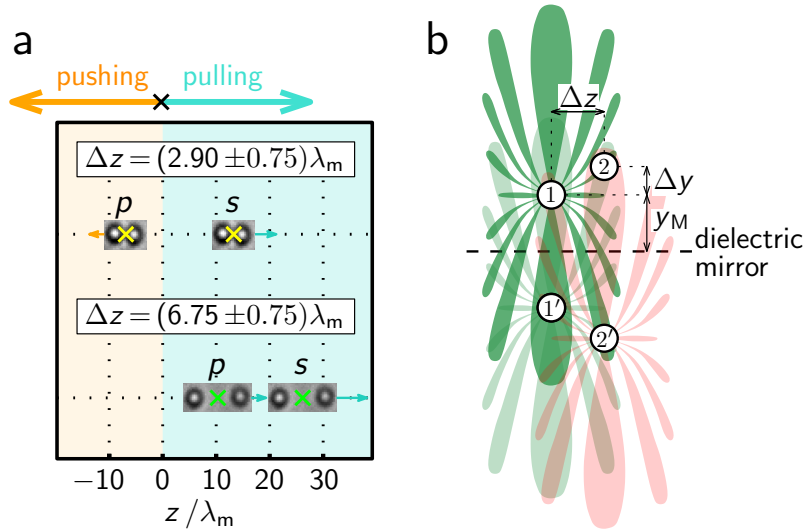 a
pushing
pulling
Δz=(2.90 ±0.75)λm
p s
Δz=(6.75 ±0.75)λm
p s
−10 0 10 20 30
z /λm
b
Δz
2
Δy
1
yM
dielectric
mirror
1′
2′